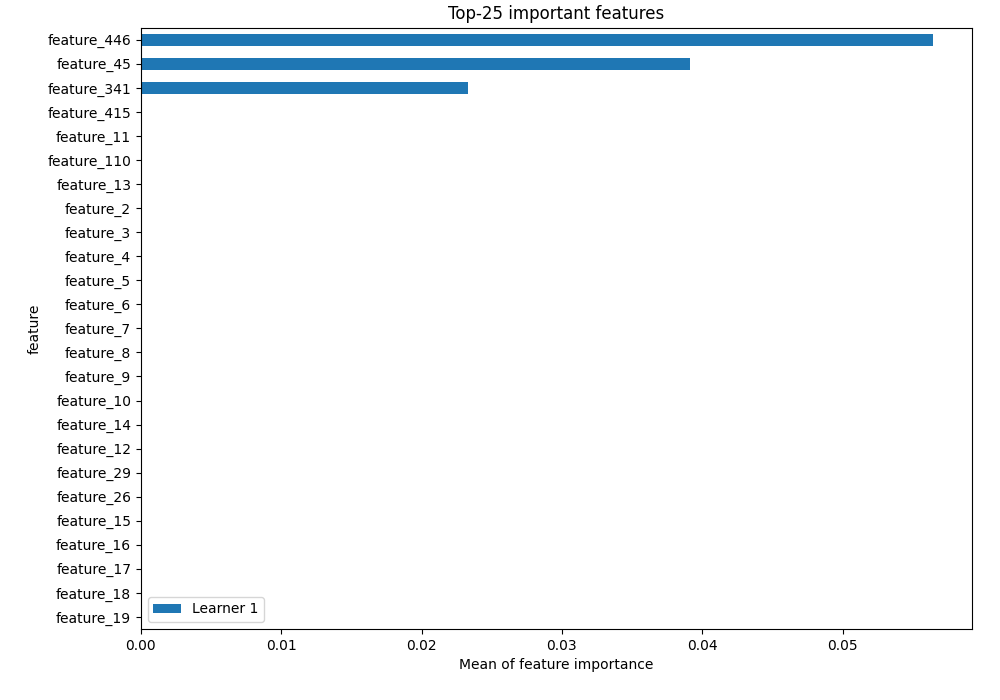 Top-25 important features
feature_446
feature_45
feature_341
feature_415
feature_11
feature_110
feature_13
feature_2
feature_3
feature_4
feature_5
feature_6
feature_7
feature_8
feature_9
feature_10
feature_14
feature_12
feature_29
feature_26
feature_15
feature_16
feature_17
feature_18
feature_19
feature
Learner 1
0.00 0.01 0.02 0.03 0.04 0.05
Mean of feature importance